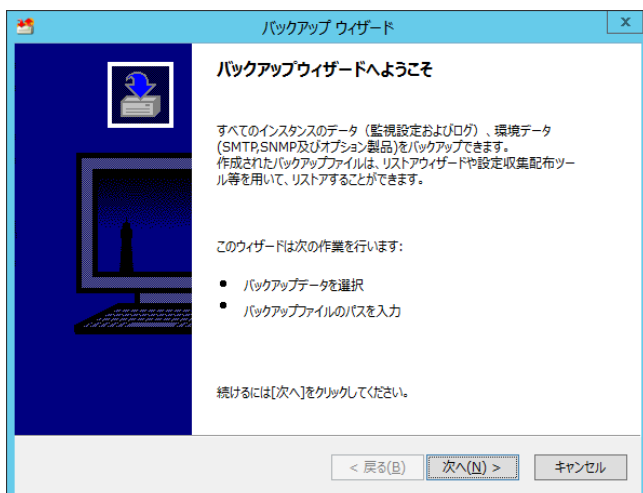 バックアップ ウィザード
x
バックアップウィザードへようこそ
すべてのインスタンスのデータ（監視設定およびログ）、環境データ
(SMTP,SNMP及びオプション製品)をバックアップできます。
作成されたバックアップファイルは、リストアウィザードや設定収集配布ツー
ル等を用いて、リストアすることができます。
このウィザードは次の作業を行います:
● バックアップデータを選択
● バックアップファイルのパスを入力
続けるには[次へ]をクリックしてください。
< 戻る(B) 次へ(N) > キャンセル